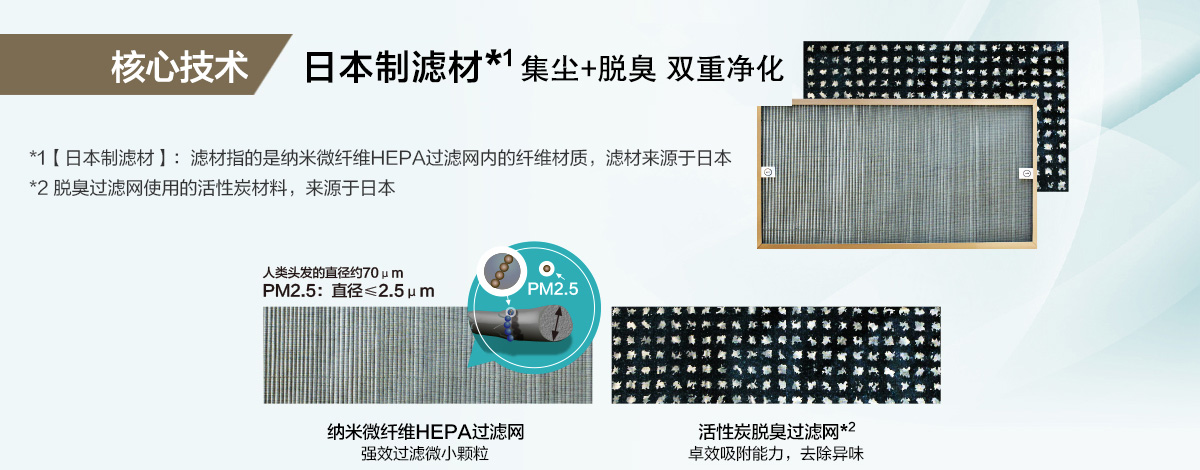 核心技术
日本制滤材*1 集尘+脱臭 双重净化
*1【日本制滤材】：滤材指的是纳米微纤维HEPA过滤网内的纤维材质，滤材来源于日本
*2 脱臭过滤网使用的活性炭材料，来源于日本
人类头发的直径约70μm
PM2.5：直径≤2.5μm
PM2.5
纳米微纤维HEPA过滤网
强效过滤微小颗粒
活性炭脱臭过滤网*2
卓效吸附能力，去除异味